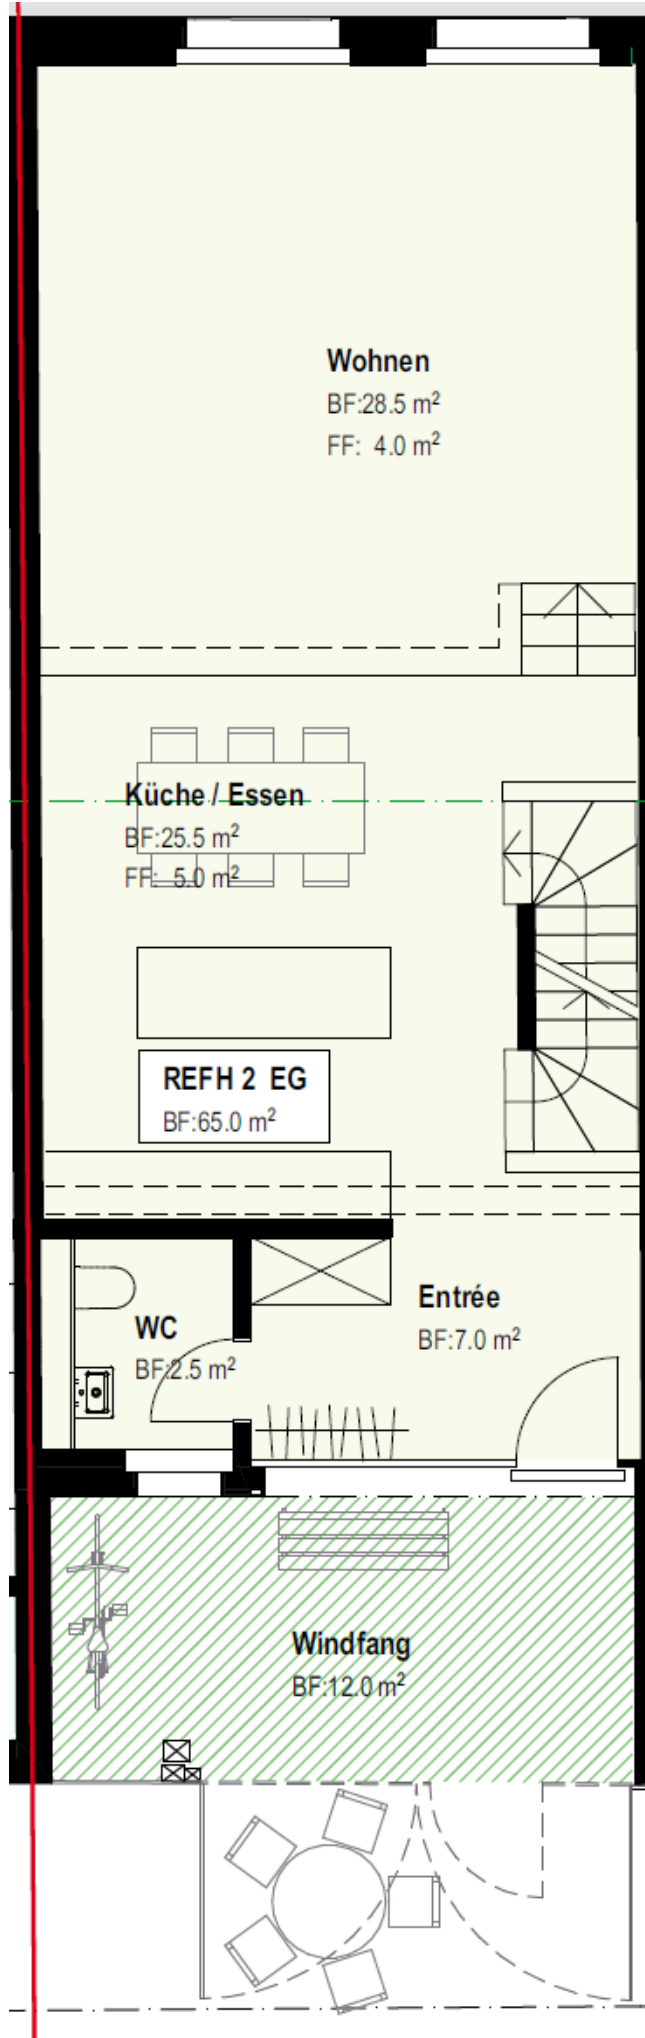 Wohnen
BF:28.5 m²
FF: 4.0 m²
Küche / Essen
BF:25.5 m²
FF: 5.0 m²
REFH 2 EG
BF:65.0 m²
Entrée
BF:7.0 m²
WC
BF:2.5 m²
Windfang
BF:12.0 m²